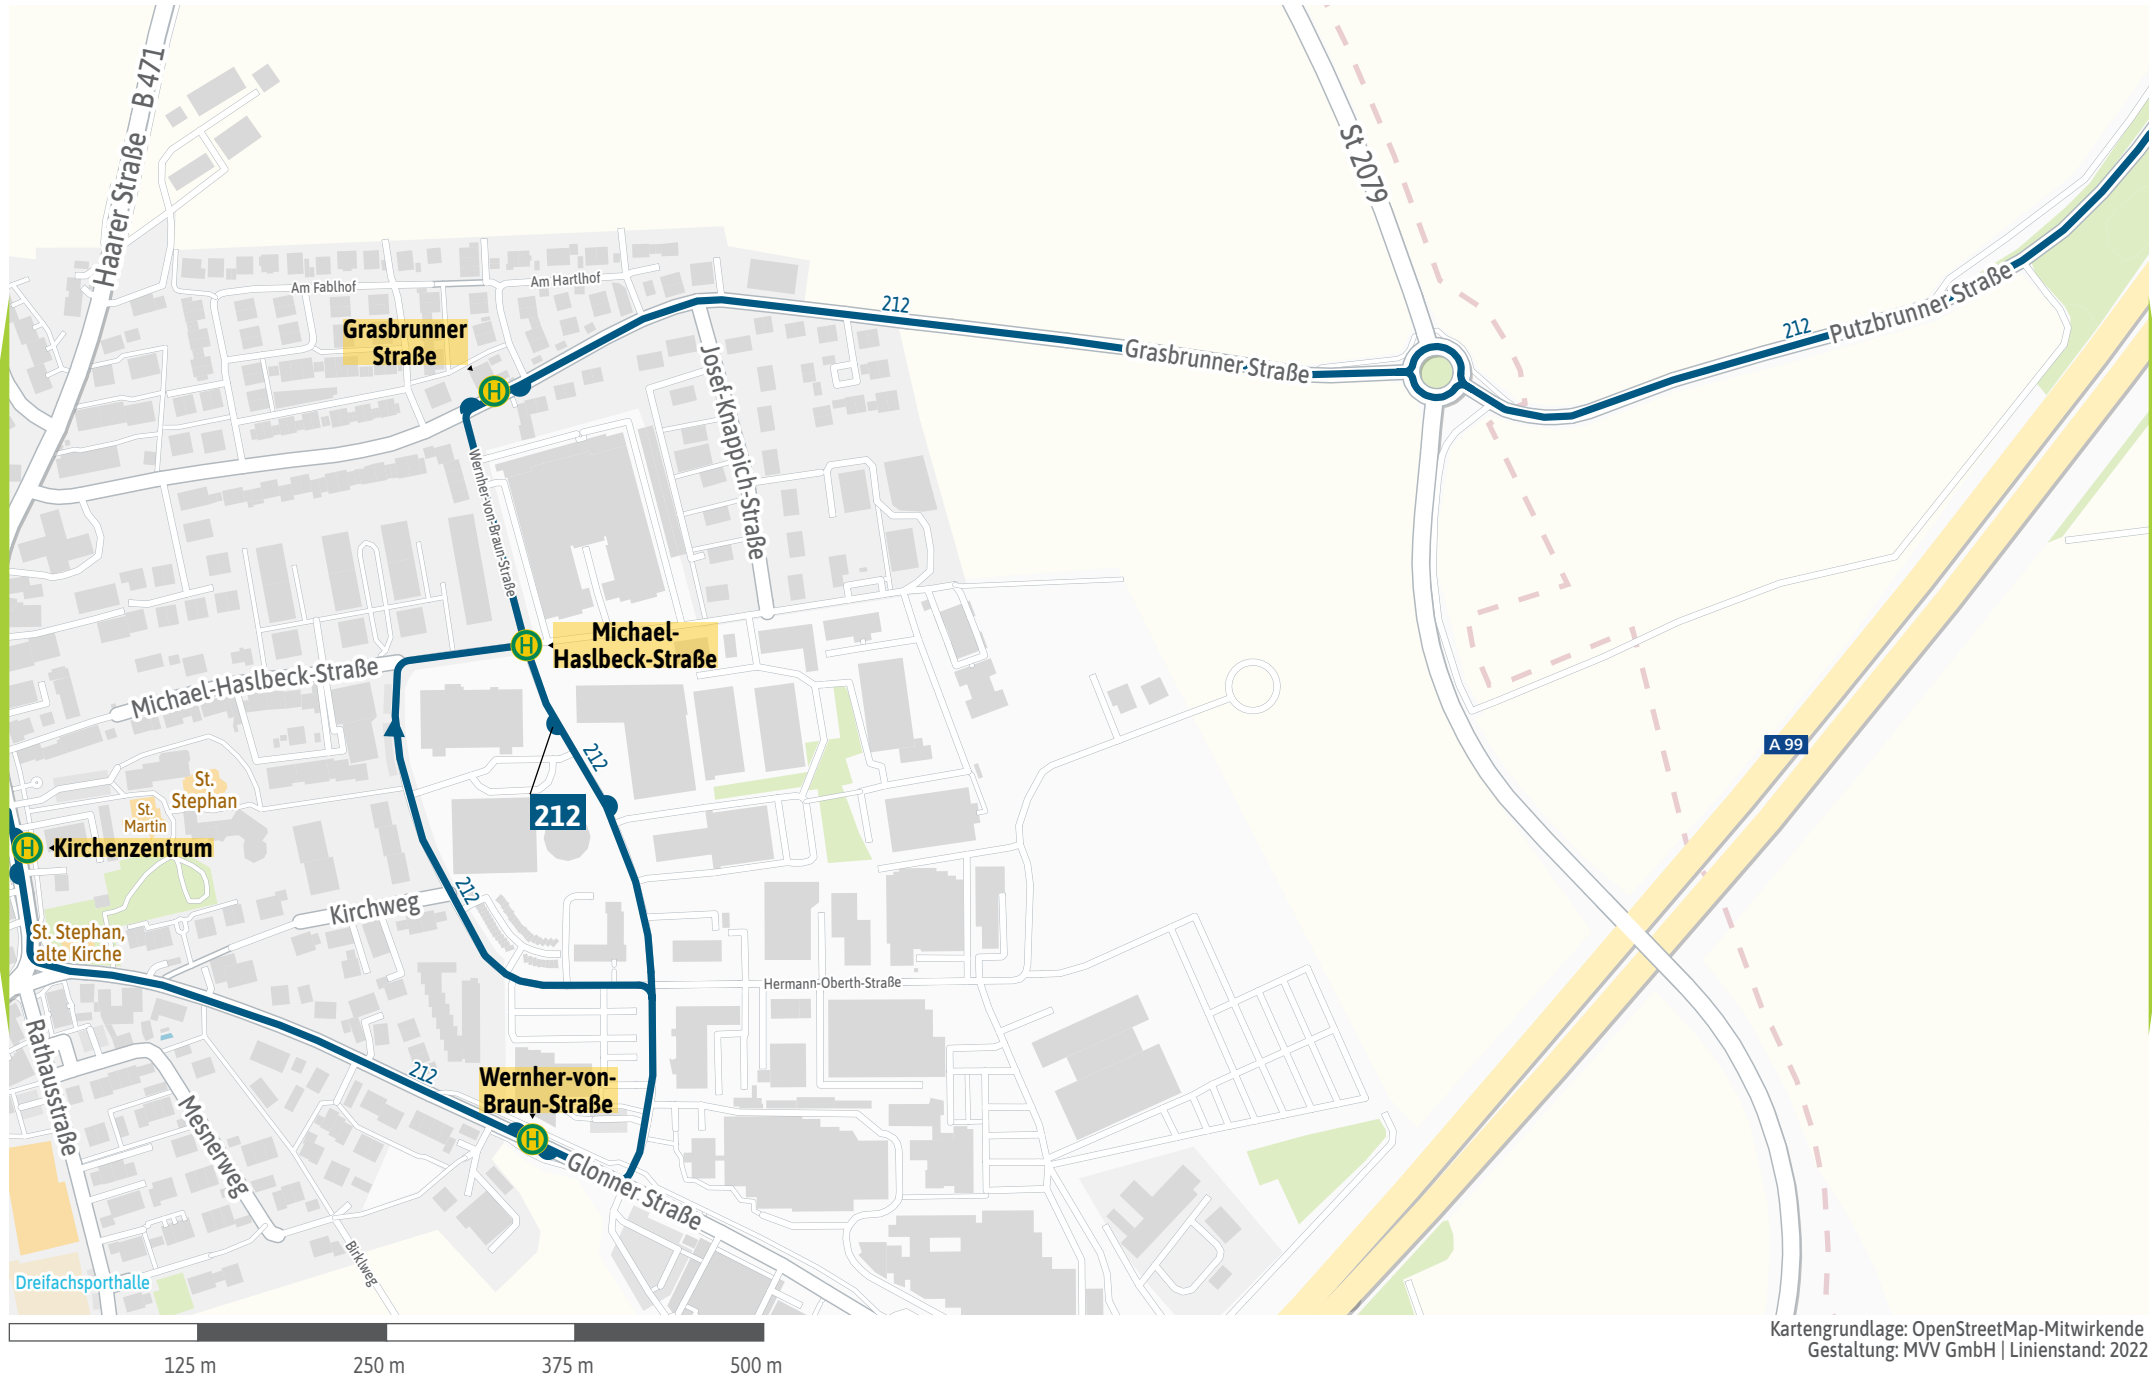 Haarer Straße B 471
St 2079
Am Fablhof
Am Hartlhof
212
Grasbrunner
Straße
H
Grasbrunner Straße
212
Putzbrunner Straße
Josef-Knappich-Straße
Wernher-von-Braun-Straße
H
Michael-
Haslbeck-Straße
Michael-Haslbeck-Straße
A 99
212
212
St.
Stephan
St.
Martin
H
Kirchenzentrum
212
Kirchweg
St. Stephan,
alte Kirche
Hermann-Oberth-Straße
Rathausstraße
212
Wernher-von-
Braun-Straße
H
Mesnerweg
Glonner Straße
Birklweg
Dreifachsporthalle
125 m
250 m
375 m
500 m
Kartengrundlage: OpenStreetMap-Mitwirkende
Gestaltung: MVV GmbH | Linienstand: 2022